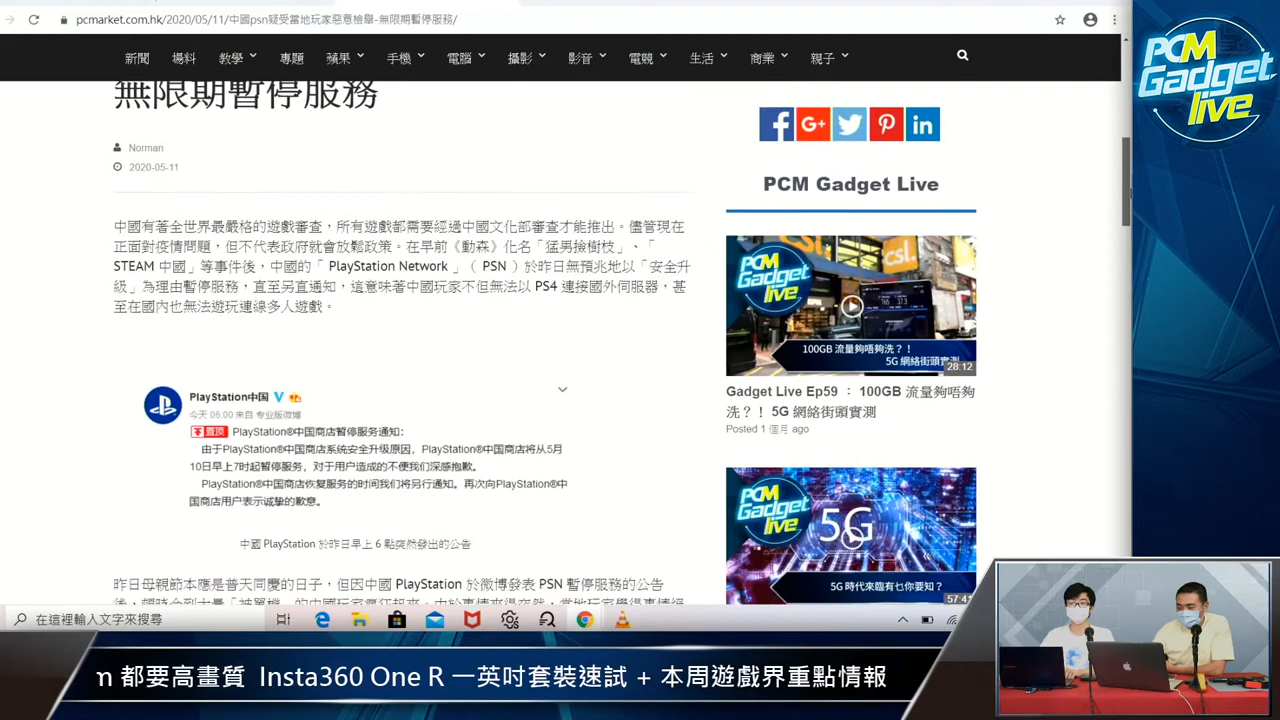 pcmarket.com.hk/2020/05/11/中國psn疑受當地玩家惡意檢舉-無限期暫停服務/
新聞 場料 教學 專題 蘋果 手機 電腦 攝影 影音 電競 生活 商業 親子
PCM
Gadget
live
無限期暫停服務
Norman
2020-05-11
中國有著全世界最嚴格的遊戲審查，所有遊戲都需要經過中國文化部審查才能推出。儘管現在
正面對疫情問題，但不代表政府就會放鬆政策。在早前《動森》化名「猛男撿樹枝」、「
STEAM 中國」等事件後，中國的「 PlayStation Network 」（ PSN ）於昨日無預兆地以「安全升
級」為理由暫停服務，直至另直通知，這意味著中國玩家不但無法以 PS4 連接國外伺服器，甚
至在國內也無法遊玩連線多人遊戲。
PlayStation中国
今天 06:00 来自 专业版微博
置顶 PlayStation®中国商店暂停服务通知：
由于PlayStation®中国商店系统安全升级原因，PlayStation®中国商店将从5月
10日早上7时起暂停服务，对于用户造成的不便我们深感抱歉。
PlayStation®中国商店恢复服务的时间我们将另行通知。再次向PlayStation®中
国商店用户表示诚挚的歉意。
中國 PlayStation 於昨日早上 6 點突然發出的公告
昨日母親節本應是普天同慶的日子，但因中國 PlayStation 於微博發表 PSN 暫停服務的公告
f G+ P in
PCM Gadget Live
PCM
Gadget
live
csl.
100GB 流量夠唔夠洗？！
5G 網絡街頭實測
28:12
Gadget Live Ep59 ： 100GB 流量夠唔夠
洗？！ 5G 網絡街頭實測
Posted 1 個月 ago
PCM
Gadget
live
5G
5G 時代來臨有乜你要知？
57:41
在這裡輸入文字來搜尋
m 都要高畫質 Insta360 One R 一英吋套裝速試 + 本周遊戲界重點情報